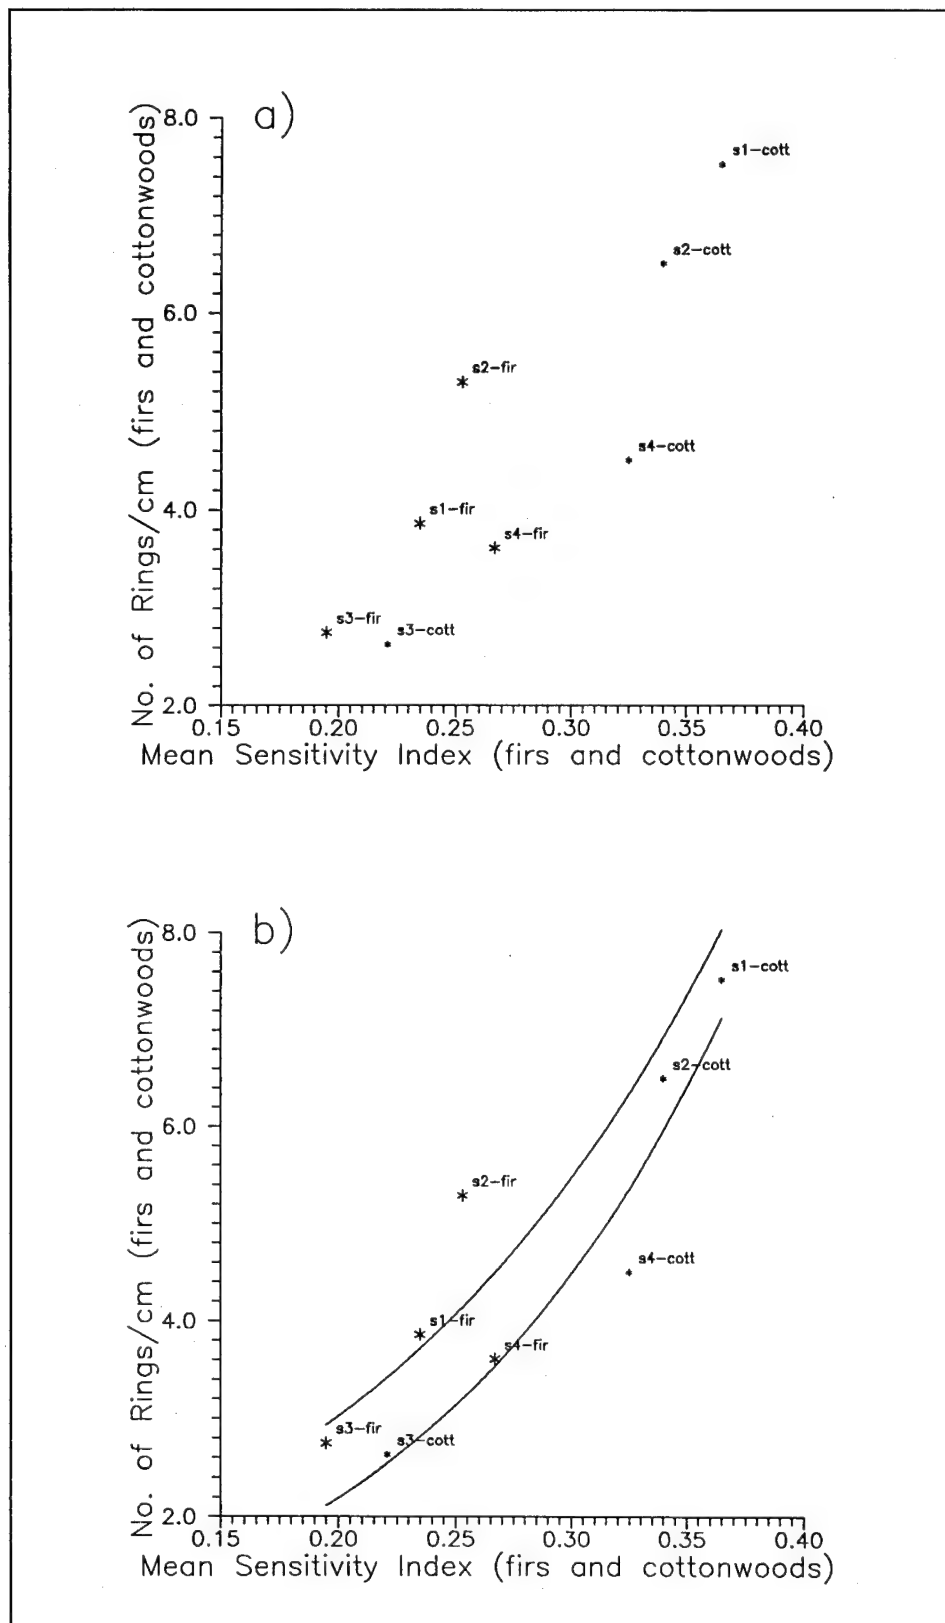 a)
No. of Rings/cm (firs and cottonwoods)
8.0
6.0
4.0
2.0
s1-cott
s2-cott
s2-fir
s4-cott
s1-fir
s4-fir
s3-fir
s3-cott
0.15
0.20
0.25
0.30
0.35
0.40
Mean Sensitivity Index (firs and cottonwoods)
b)
No. of Rings/cm (firs and cottonwoods)
8.0
6.0
4.0
2.0
s1-cott
s2-cott
s2-fir
s4-cott
s1-fir
s4-fir
s3-fir
s3-cott
0.15
0.20
0.25
0.30
0.35
0.40
Mean Sensitivity Index (firs and cottonwoods)